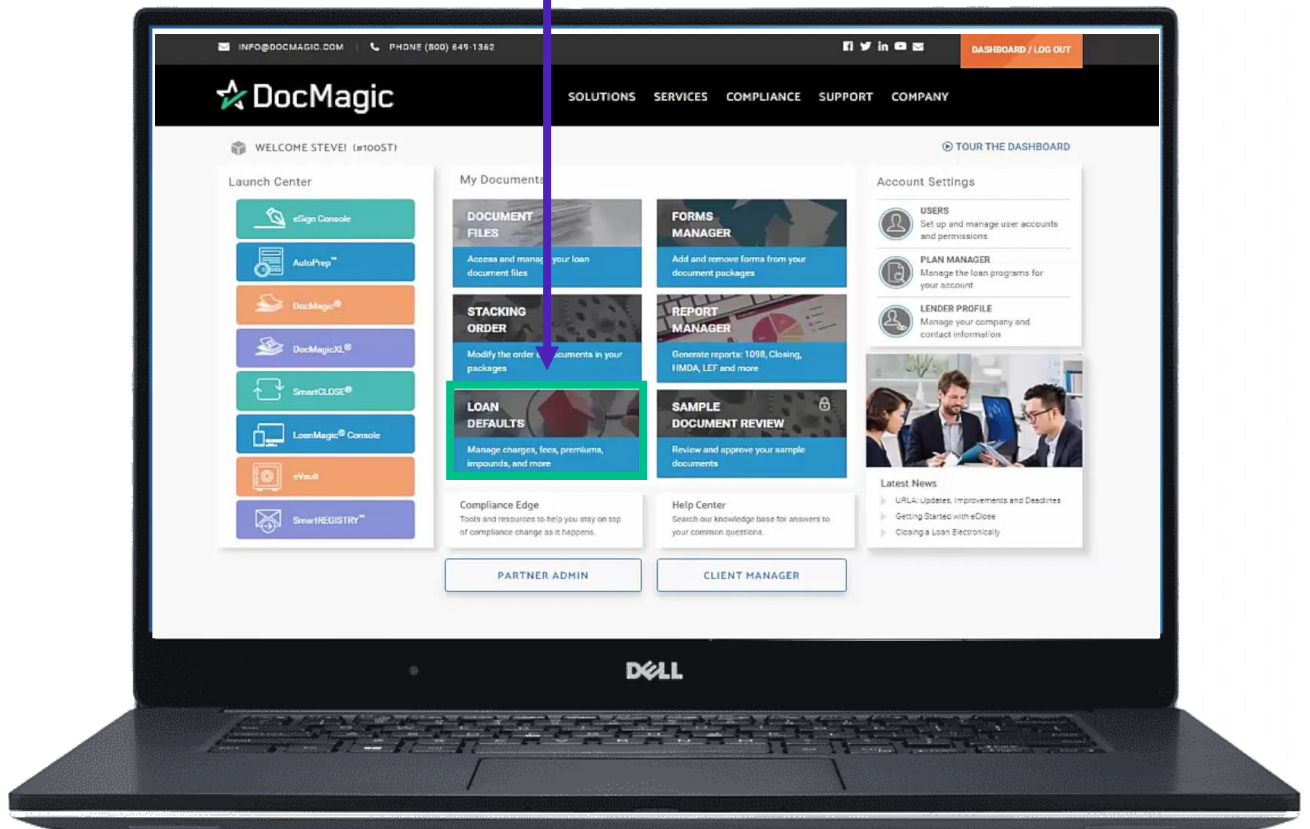 INFO@DOCMAGIC.COM | PHONE (800) 649-1362
DASHBOARD / LOG OUT
DocMagic
SOLUTIONS SERVICES COMPLIANCE SUPPORT COMPANY
WELCOME STEVE! (#100ST)
TOUR THE DASHBOARD
Launch Center
eSign Console
AutoPrep™
DocMagic®
DocMagicXL®
SmartCLOSE®
LoanMagic® Console
eVault
SmartREGISTRY™
My Documents
DOCUMENT
FILES
Access and manage your loan
document files
FORMS
MANAGER
Add and remove forms from your
document packages
STACKING
ORDER
Modify the order of documents in your
packages
REPORT
MANAGER
Generate reports: 1098, Closing,
HMDA, LEF and more
LOAN
DEFAULTS
Manage charges, fees, premiums,
impounds, and more
SAMPLE
DOCUMENT REVIEW
Review and approve your sample
documents
Compliance Edge
Tools and resources to help you stay on top
of compliance change as it happens.
Help Center
Search our knowledge base for answers to
your common questions.
PARTNER ADMIN
CLIENT MANAGER
Account Settings
USERS
Set up and manage user accounts
and permissions
PLAN MANAGER
Manage the loan programs for
your account
LENDER PROFILE
Manage your company and
contact information
Latest News
URLA: Updates, Improvements and Deadlines
Getting Started with eClose
Closing a Loan Electronically
DELL